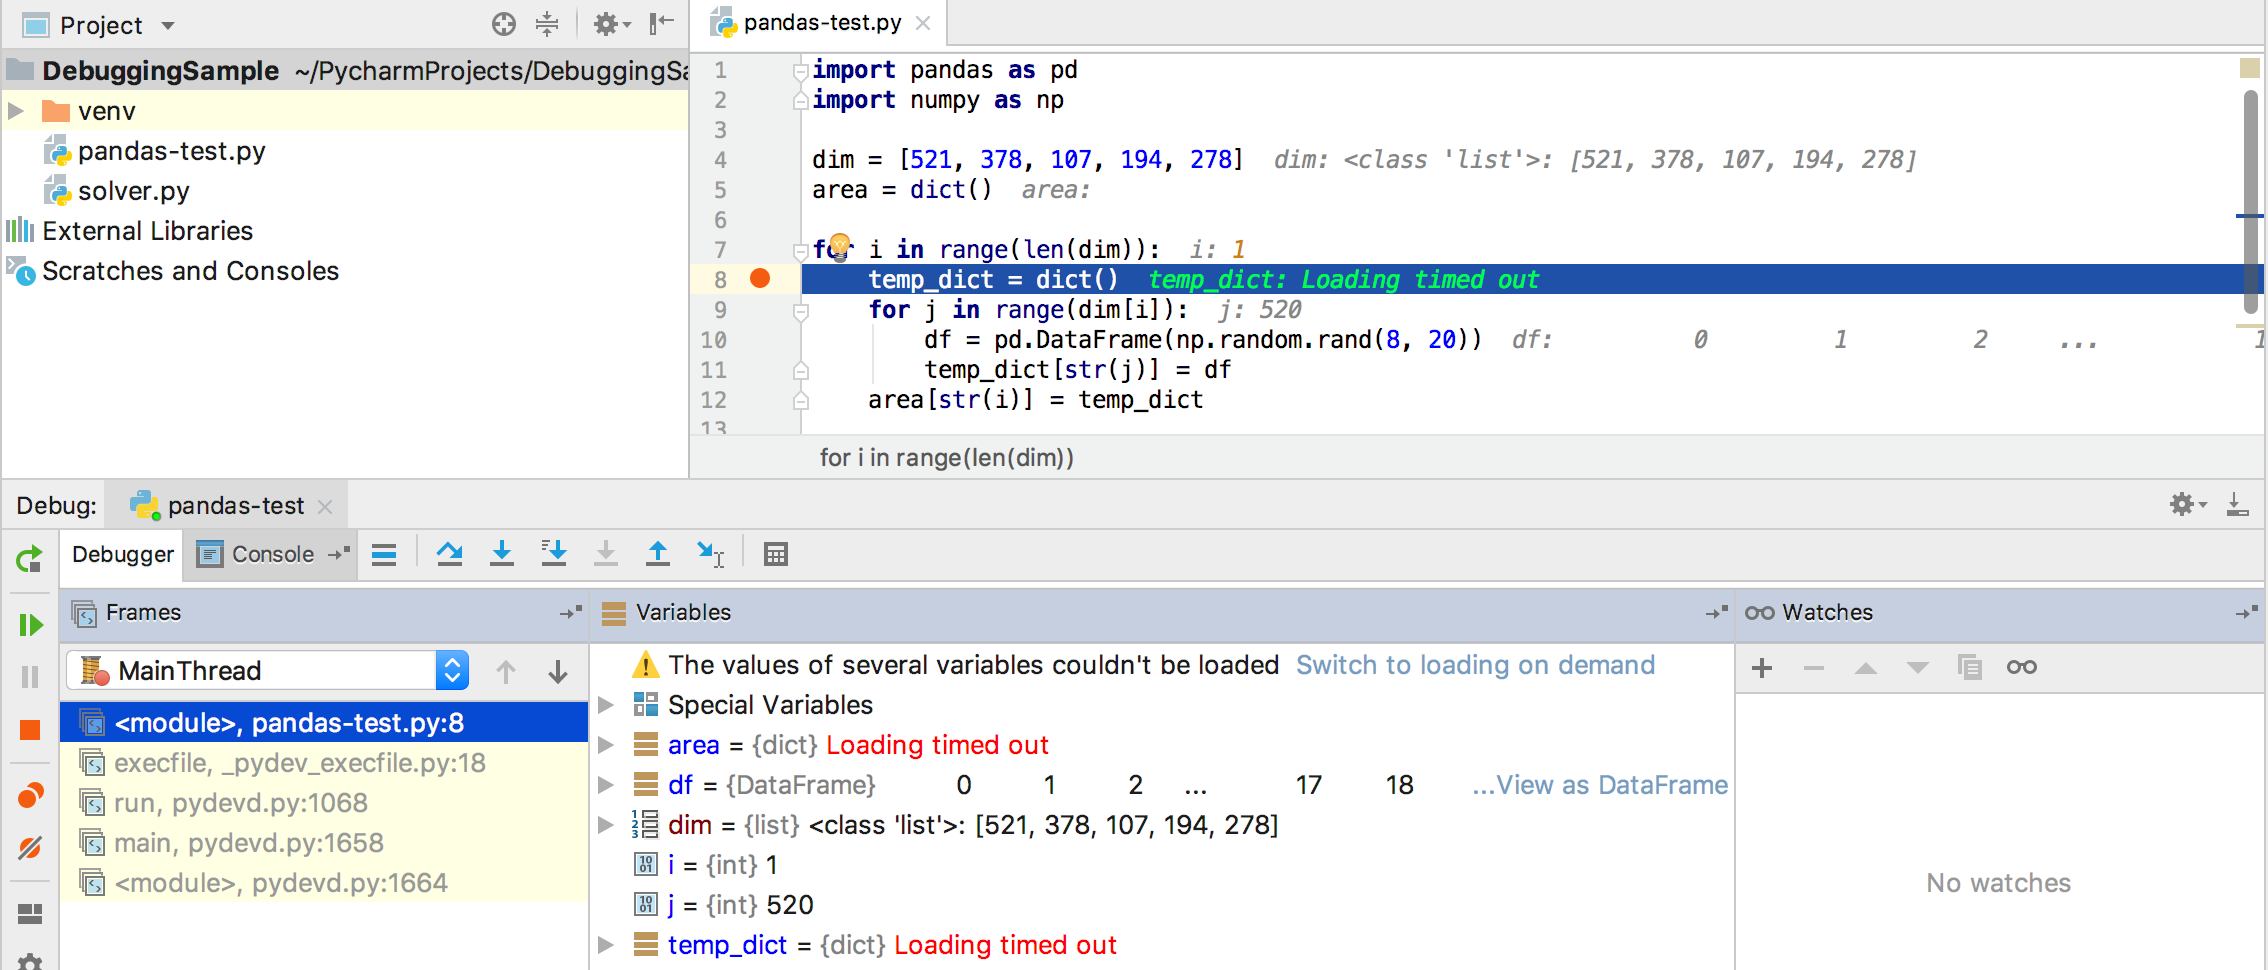 Project
DebuggingSample ~/PycharmProjects/DebuggingSa
venv
pandas-test.py
solver.py
External Libraries
Scratches and Consoles
pandas-test.py
1 import pandas as pd
2 import numpy as np
3
4 dim = [521, 378, 107, 194, 278] dim: <class 'list'>: [521, 378, 107, 194, 278]
5 area = dict() area:
6
7 for i in range(len(dim)): i: 1
8 temp_dict = dict() temp_dict: Loading timed out
9 for j in range(dim[i]): j: 520
10 df = pd.DataFrame(np.random.rand(8, 20)) df: 0 1 2 ... 1
11 temp_dict[str(j)] = df
12 area[str(i)] = temp_dict
13
for i in range(len(dim))
Debug: pandas-test
Debugger Console
Frames
MainThread
<module>, pandas-test.py:8
execfile, _pydev_execfile.py:18
run, pydevd.py:1068
main, pydevd.py:1658
<module>, pydevd.py:1664
Variables
The values of several variables couldn't be loaded Switch to loading on demand
Special Variables
area = {dict} Loading timed out
df = {DataFrame} 0 1 2 ... 17 18 ...View as DataFrame
dim = {list} <class 'list'>: [521, 378, 107, 194, 278]
i = {int} 1
j = {int} 520
temp_dict = {dict} Loading timed out
Watches
No watches